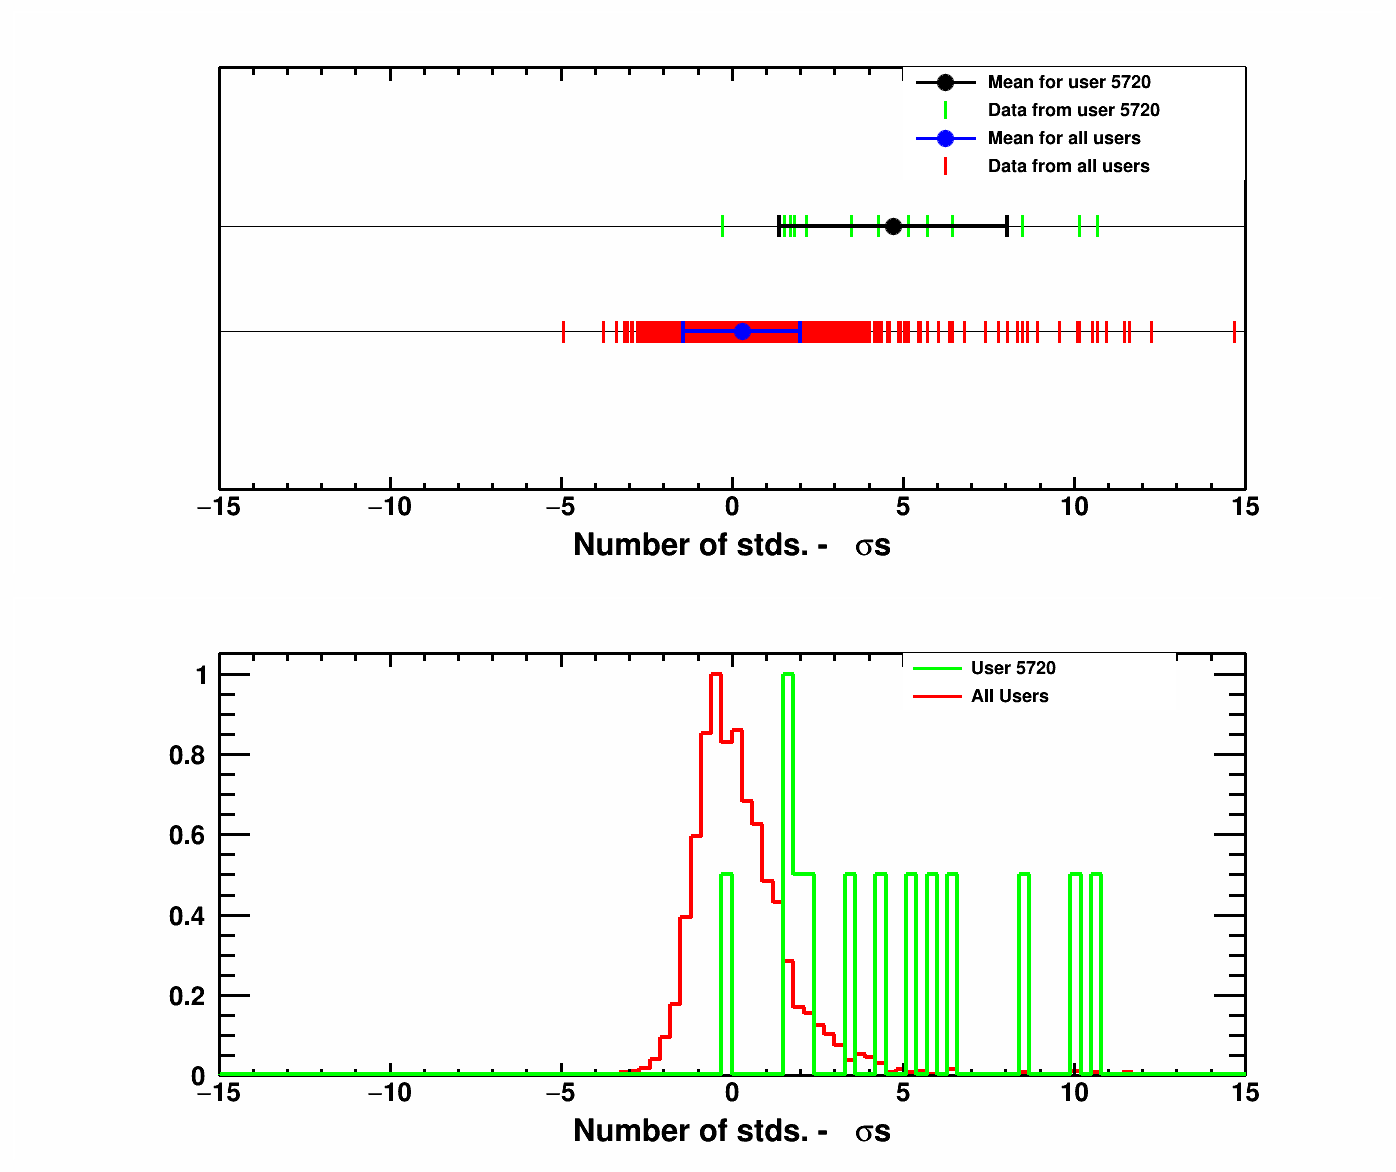 Mean for user 5720
Data from user 5720
Mean for all users
Data from all users
−15 −10 −5 0 5 10 15
Number of stds. - σs
User 5720
All Users
1
0.8
0.6
0.4
0.2
0
−15 −10 −5 0 5 10 15
Number of stds. - σs